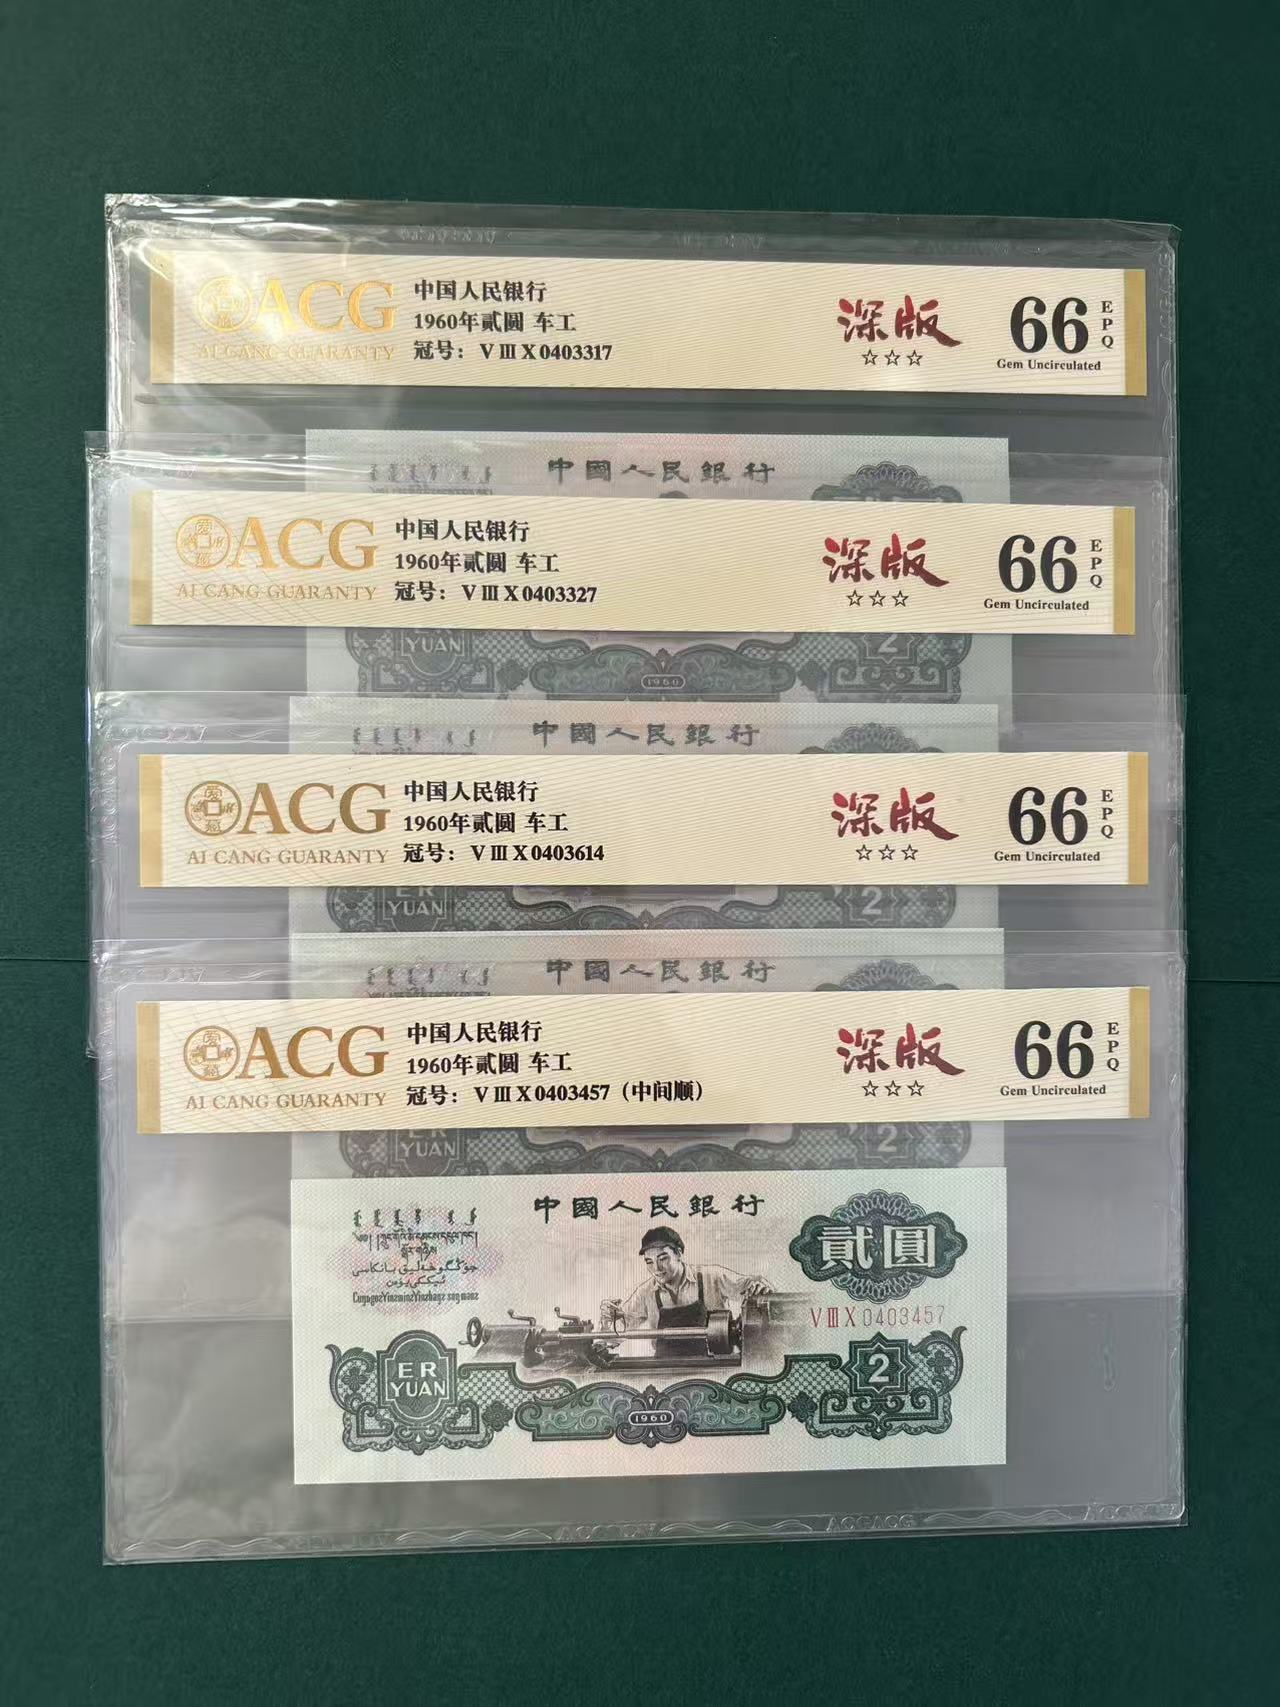 ACG
AI CANG GUARANTY
中国人民银行
1960年贰圆 车工
冠号：VⅢX0403317
深版
☆☆☆
66
EPQ
Gem Uncirculated
中國人民銀行
YUAN
2
1960
ACG
AI CANG GUARANTY
中国人民银行
1960年贰圆 车工
冠号：VⅢX0403327
深版
☆☆☆
66
EPQ
Gem Uncirculated
中國人民銀行
ER
YUAN
2
ACG
AI CANG GUARANTY
中国人民银行
1960年贰圆 车工
冠号：VⅢX0403614
深版
☆☆☆
66
EPQ
Gem Uncirculated
中國人民銀行
ER
YUAN
2
ACG
AI CANG GUARANTY
中国人民银行
1960年贰圆 车工
冠号：VⅢX0403457（中间顺）
深版
☆☆☆
66
EPQ
Gem Uncirculated
中國人民銀行
貳圓
VⅢX0403457
ER
YUAN
2
1960
ACGACG